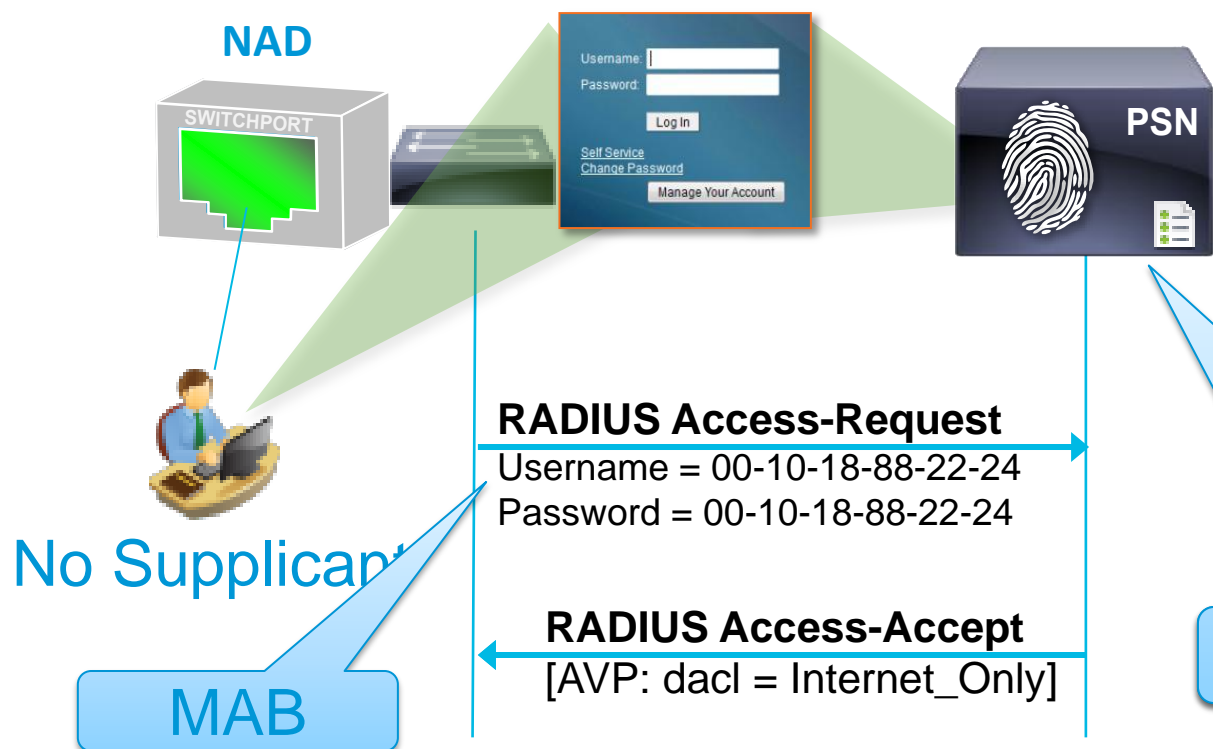 NAD
SWITCHPORT
Username:
Password:
Log In
Self Service
Change Password
Manage Your Account
PSN
RADIUS Access-Request
Username = 00-10-18-88-22-24
Password = 00-10-18-88-22-24
No Supplicant
RADIUS Access-Accept
[AVP: dacl = Internet_Only]
MAB